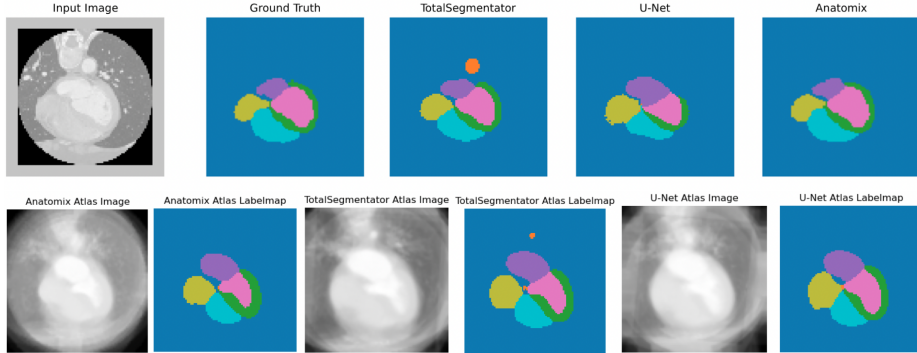 Input Image
Ground Truth
TotalSegmentator
U-Net
Anatomix
Anatomix Atlas Image
Anatomix Atlas Labelmap
TotalSegmentator Atlas Image
TotalSegmentator Atlas Labelmap
U-Net Atlas Image
U-Net Atlas Labelmap